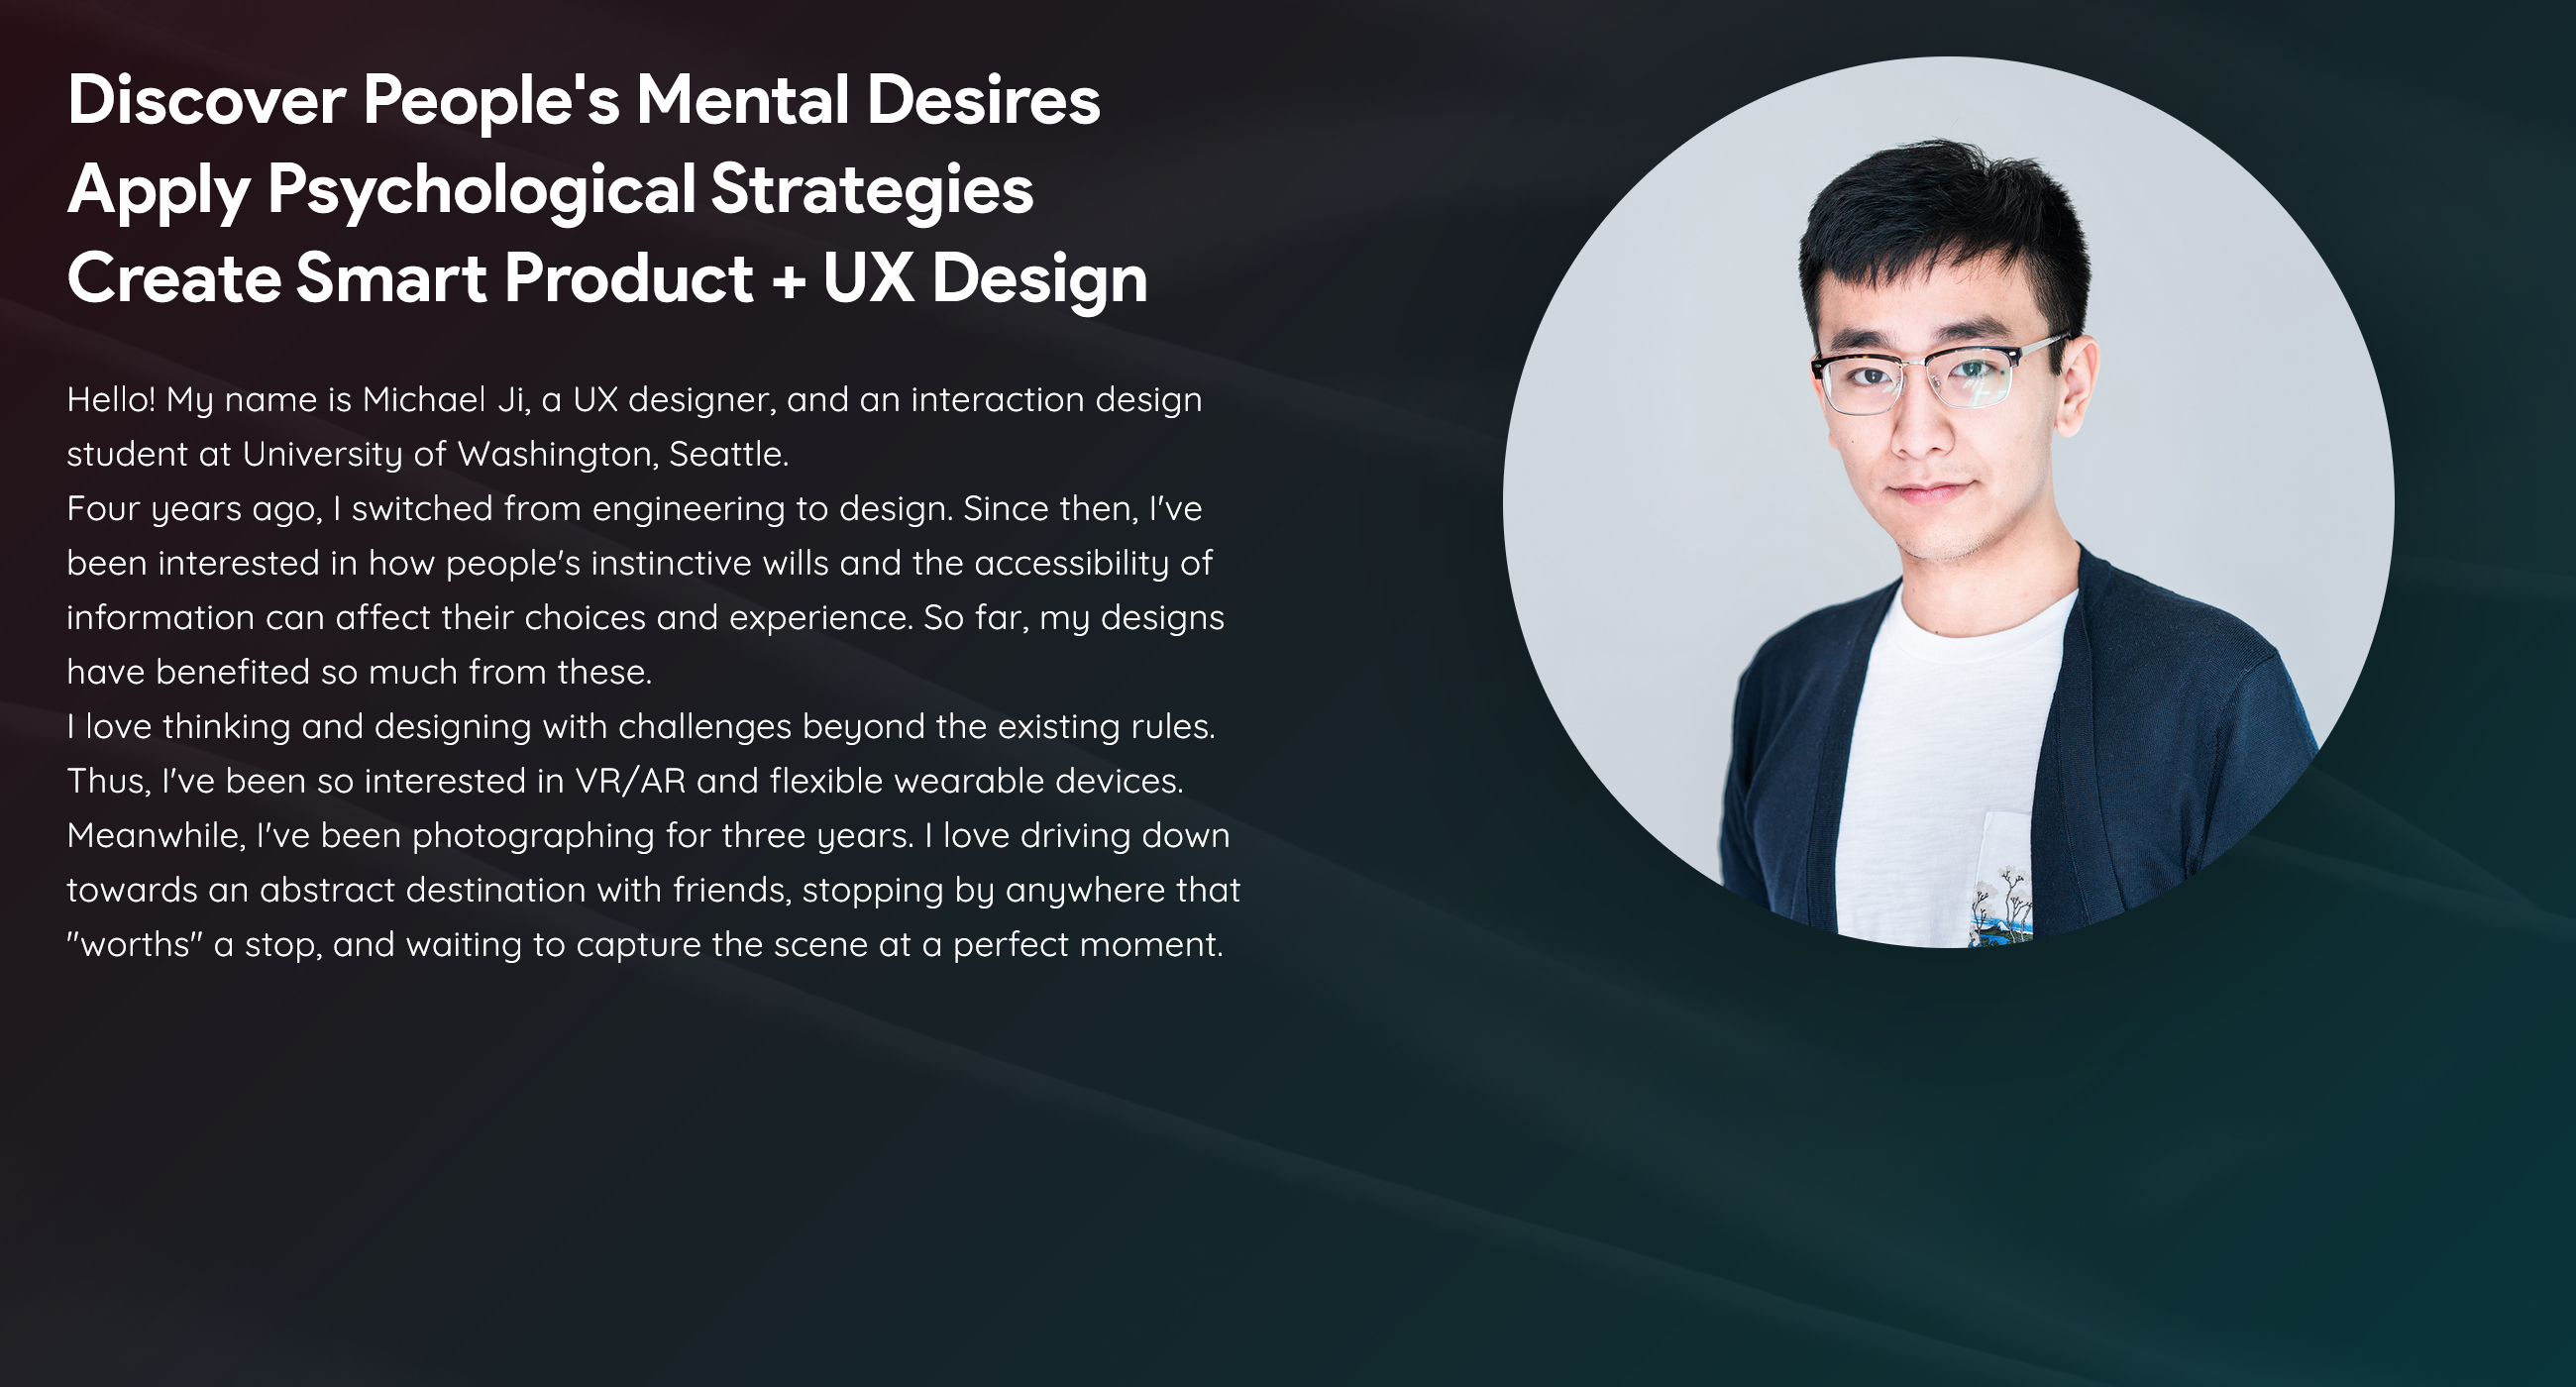 Discover People's Mental Desires
Apply Psychological Strategies
Create Smart Product + UX Design
Hello! My name is Michael Ji, a UX designer, and an interaction design
student at University of Washington, Seattle.
Four years ago, I switched from engineering to design. Since then, I've
been interested in how people's instinctive wills and the accessibility of
information can affect their choices and experience. So far, my designs
have benefited so much from these.
I love thinking and designing with challenges beyond the existing rules.
Thus, I've been so interested in VR/AR and flexible wearable devices.
Meanwhile, I've been photographing for three years. I love driving down
towards an abstract destination with friends, stopping by anywhere that
"worths" a stop, and waiting to capture the scene at a perfect moment.